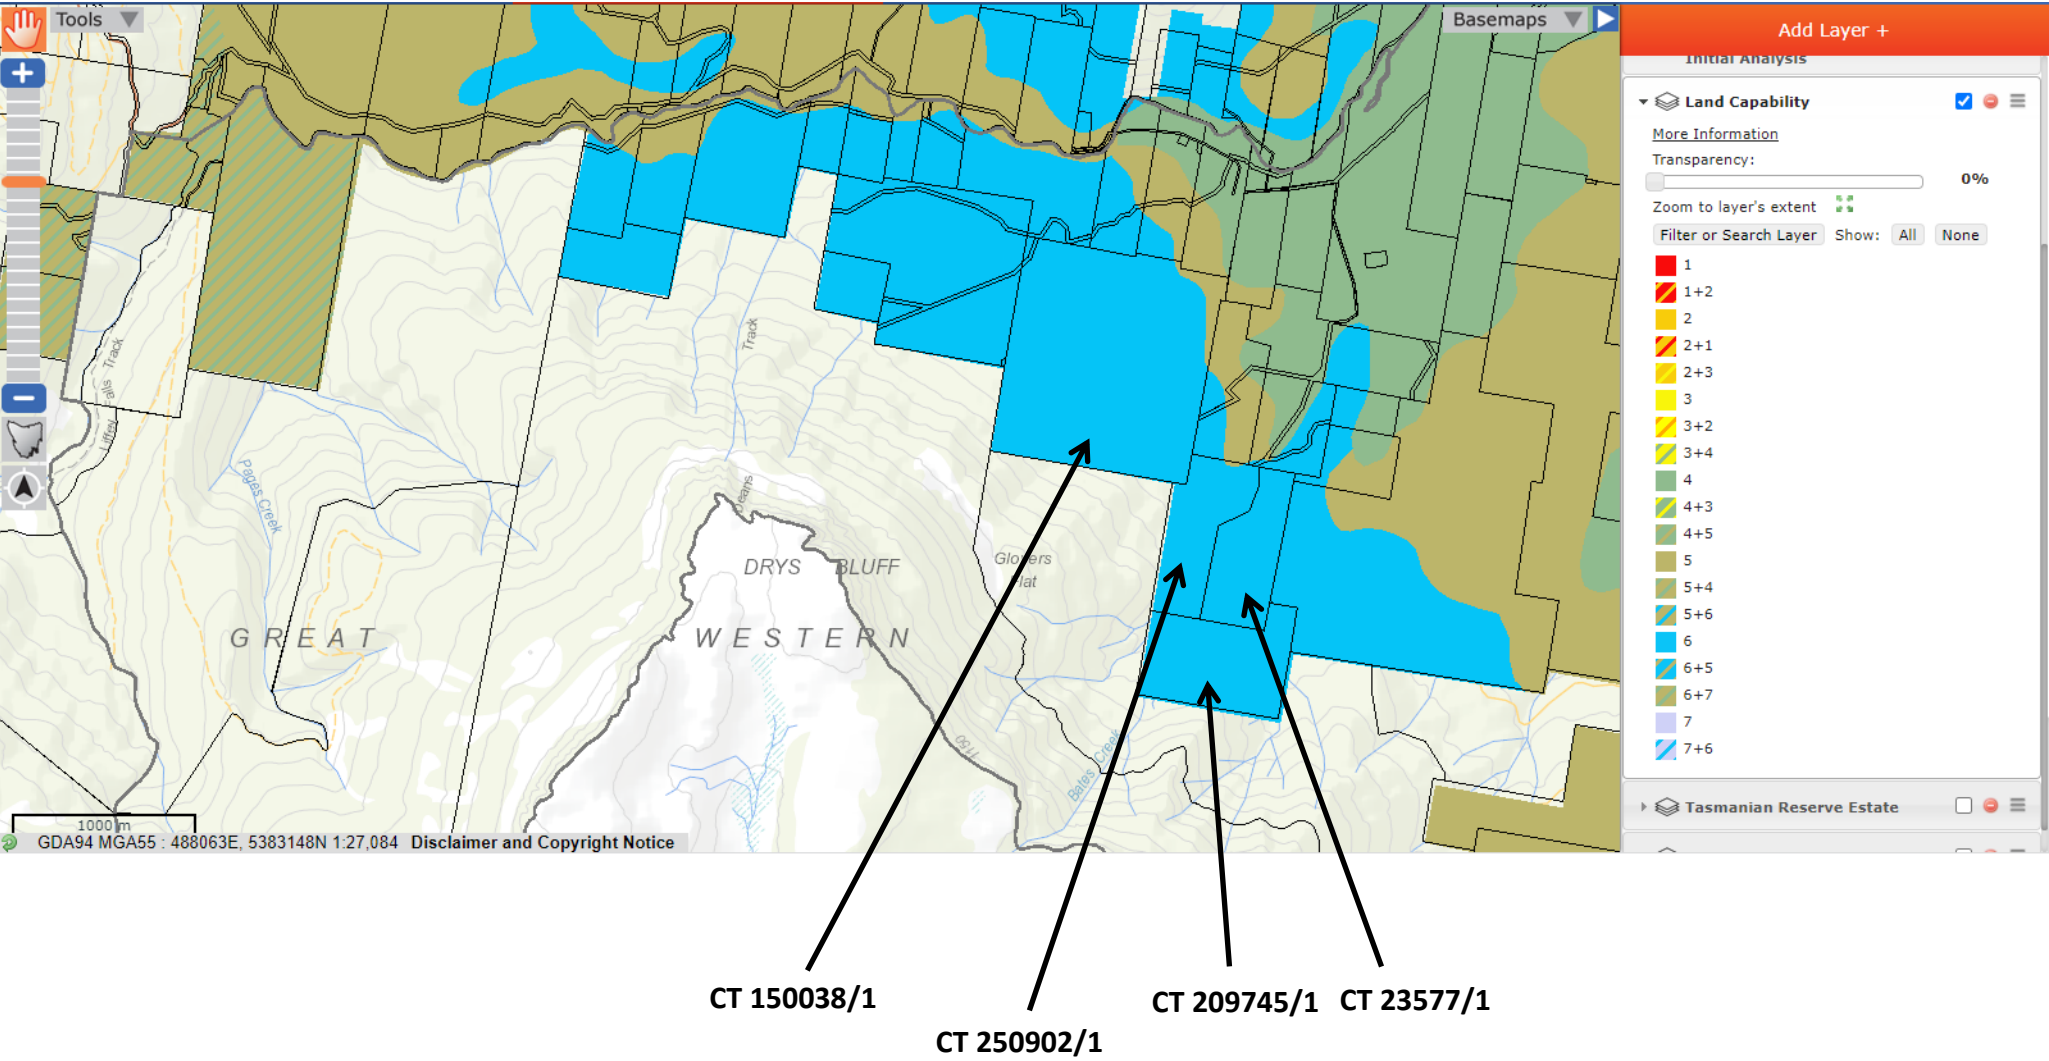 Tools
Basemaps
Add Layer +
Initial Analysis
Land Capability
More Information
Transparency:
0%
Zoom to layer's extent
Filter or Search Layer Show: All None
1
1+2
2
2+1
2+3
3
3+2
3+4
4
4+3
4+5
5
5+4
5+6
6
6+5
6+7
7
7+6
Tasmanian Reserve Estate
Track
Liffey
Track
Pages Creek
DRYS BLUFF
Glovers
Flat
GREAT WESTERN
1150
Bates Creek
1000 m
GDA94 MGA55 : 488063E, 5383148N 1:27,084 Disclaimer and Copyright Notice
CT 150038/1
CT 250902/1
CT 209745/1
CT 23577/1